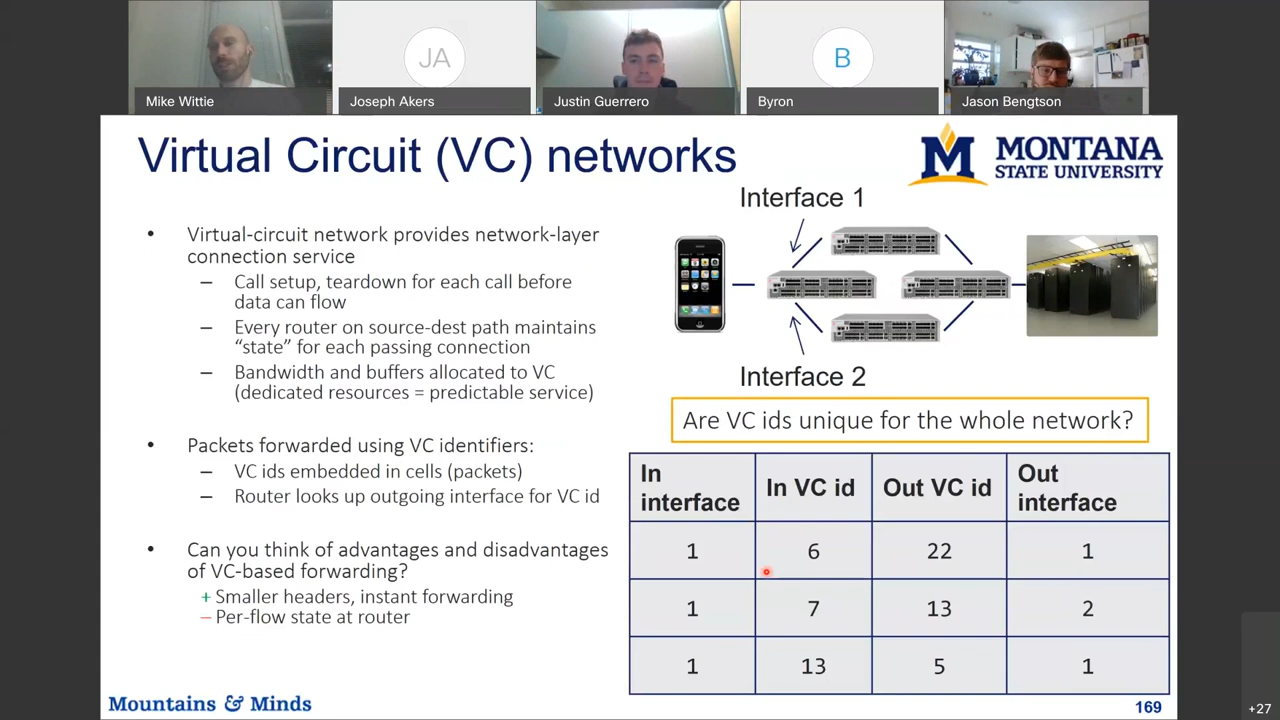 JA
B
Mike Wittie
Joseph Akers
Justin Guerrero
Byron
Jason Bengtson
Virtual Circuit (VC) networks
M
MONTANA
STATE UNIVERSITY
• Virtual-circuit network provides network-layer
connection service
– Call setup, teardown for each call before
data can flow
– Every router on source-dest path maintains
“state” for each passing connection
– Bandwidth and buffers allocated to VC
(dedicated resources = predictable service)
• Packets forwarded using VC identifiers:
– VC ids embedded in cells (packets)
– Router looks up outgoing interface for VC id
• Can you think of advantages and disadvantages
of VC-based forwarding?
+ Smaller headers, instant forwarding
– Per-flow state at router
Interface 1
Interface 2
Are VC ids unique for the whole network?
In interface In VC id Out VC id Out interface
1 6 22 1
1 7 13 2
1 13 5 1
Mountains & Minds
169
+27